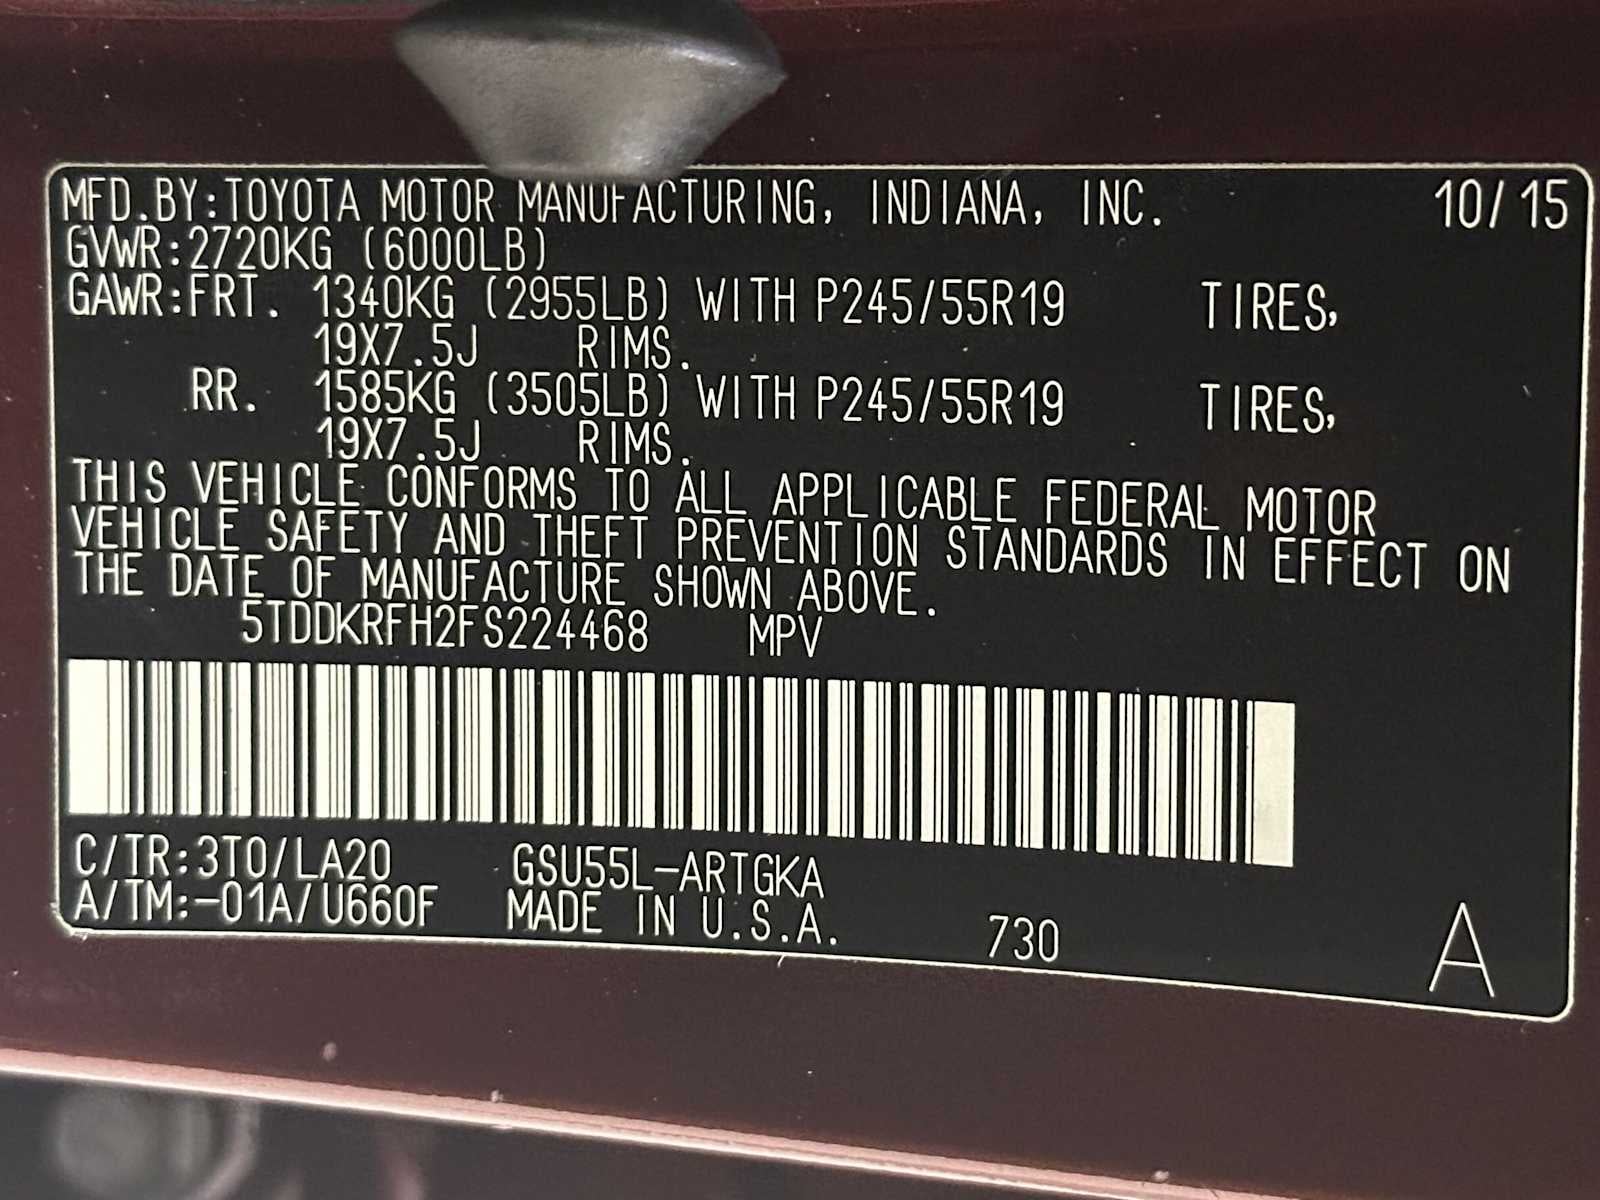 MFD.BY:TOYOTA MOTOR MANUFACTURING, INDIANA, INC. 10/15
GVWR:2720KG (6000LB)
GAWR:FRT. 1340KG (2955LB) WITH P245/55R19 TIRES,
19X7.5J RIMS.
RR. 1585KG (3505LB) WITH P245/55R19 TIRES,
19X7.5J RIMS.
THIS VEHICLE CONFORMS TO ALL APPLICABLE FEDERAL MOTOR
VEHICLE SAFETY AND THEFT PREVENTION STANDARDS IN EFFECT ON
THE DATE OF MANUFACTURE SHOWN ABOVE.
5TDDKRFH2FS224468 MPV
C/TR:3T0/LA20 GSU55L-ARTGKA
A/TM:-01A/U660F MADE IN U.S.A. 730 A